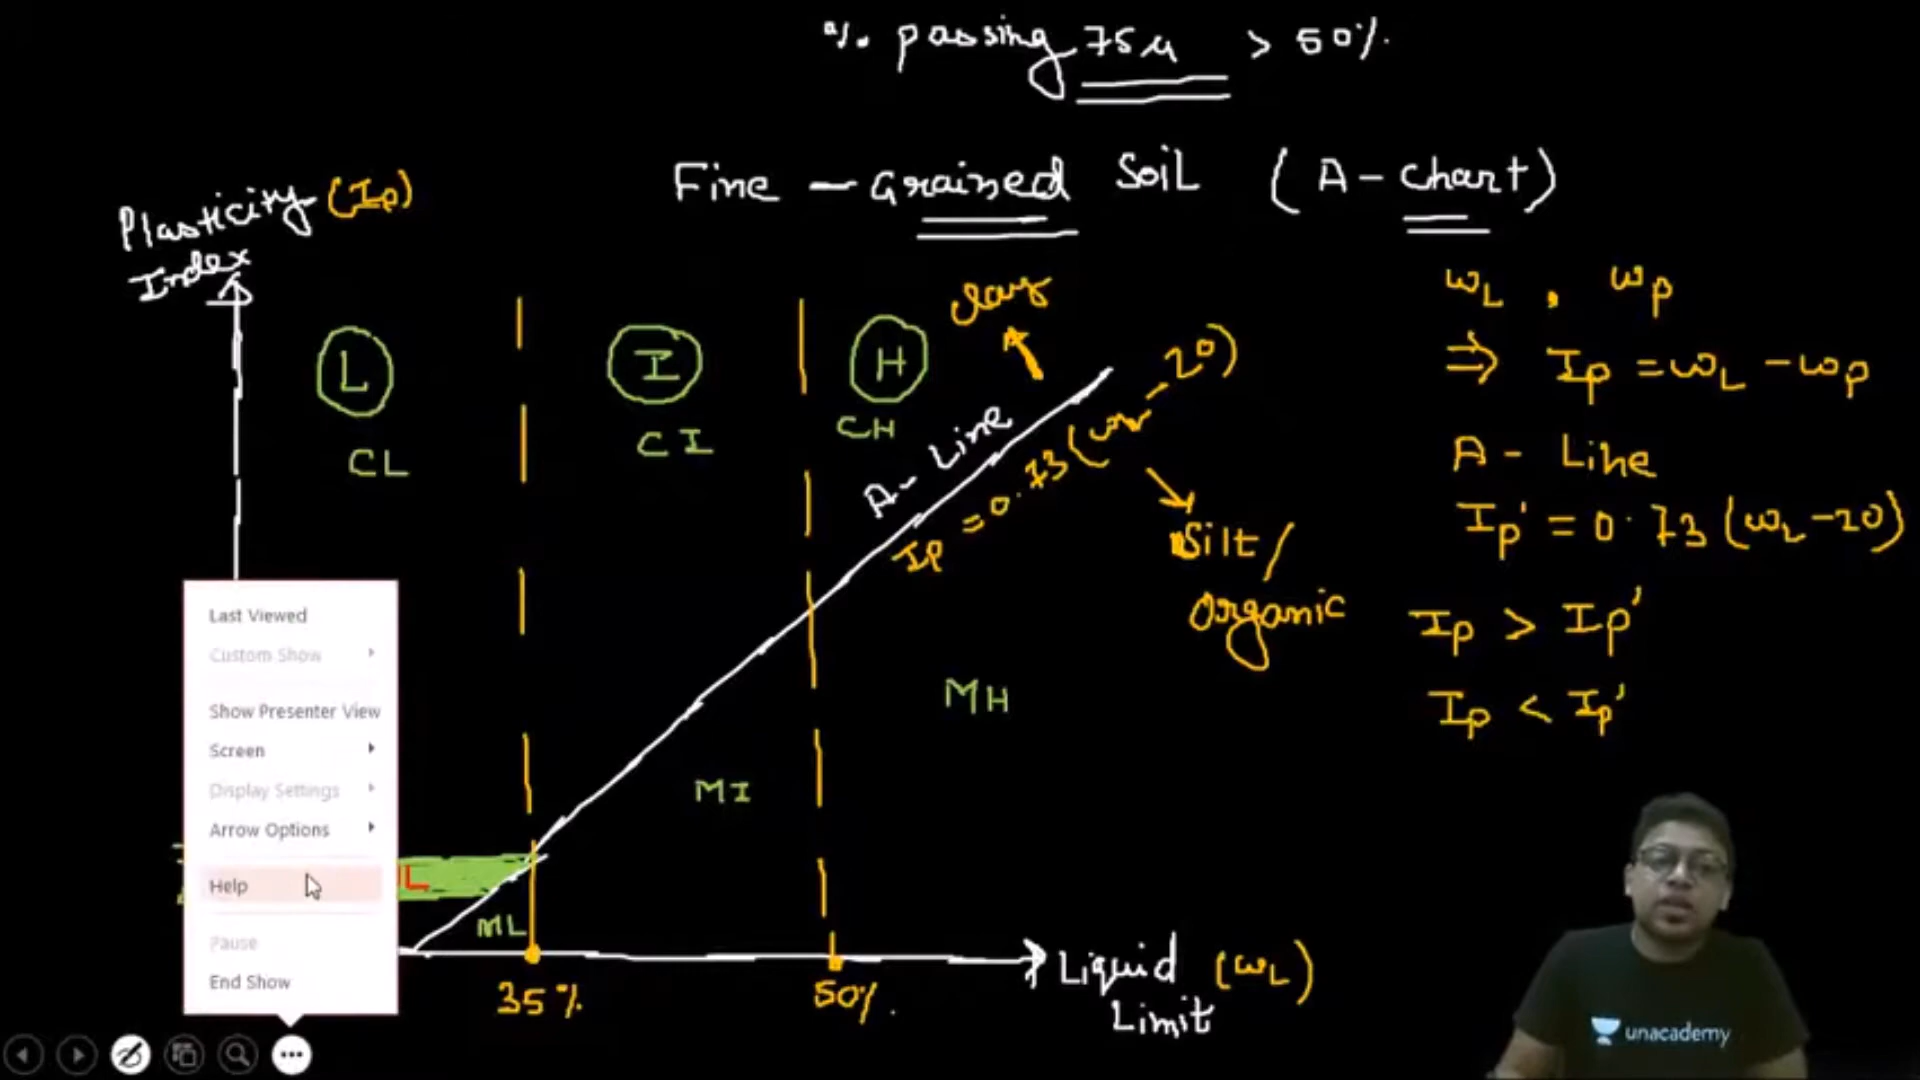 % passing 75μ > 50%.
Fine - Grained Soil (A - chart)
Plasticity (Ip)
Index
L
I
H
CL
CI
CH
clay
A - Line
Ip = 0.73 (wL - 20)
Silt/
Organic
wL , wP
⇒ Ip = wL - wP
A - Line
Ip' = 0.73 (wL - 20)
Ip > Ip'
Ip < Ip'
MH
MI
L
ML
35%
50%.
Liquid (wL)
Limit
Last Viewed
Custom Show
Show Presenter View
Screen
Display Settings
Arrow Options
Help
Pause
End Show
unacademy